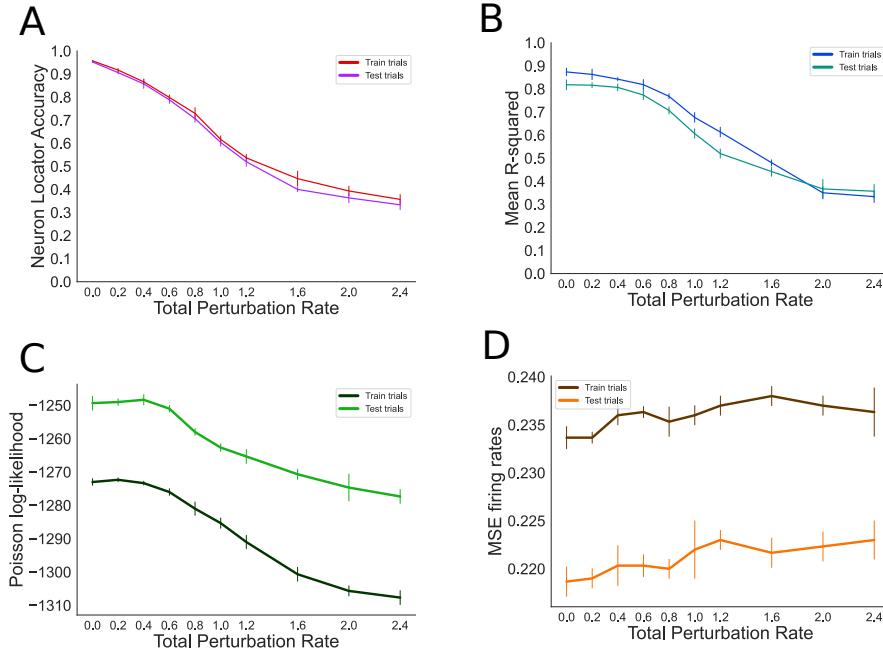 A
Neuron Locator Accuracy
1.0
0.9
0.8
0.7
0.6
0.5
0.4
0.3
0.2
0.1
0.0
Train trials
Test trials
0.0 0.2 0.4 0.6 0.8 1.0 1.2 1.6 2.0 2.4
Total Perturbation Rate
B
Mean R-squared
1.0
0.9
0.8
0.7
0.6
0.5
0.4
0.3
0.2
0.1
0.0
Train trials
Test trials
0.0 0.2 0.4 0.6 0.8 1.0 1.2 1.6 2.0 2.4
Total Perturbation Rate
C
Poisson log-likelihood
−1250
−1260
−1270
−1280
−1290
−1300
−1310
Train trials
Test trials
0.0 0.2 0.4 0.6 0.8 1.0 1.2 1.6 2.0 2.4
Total Perturbation Rate
D
MSE firing rates
0.240
0.235
0.230
0.225
0.220
Train trials
Test trials
0.0 0.2 0.4 0.6 0.8 1.0 1.2 1.6 2.0 2.4
Total Perturbation Rate